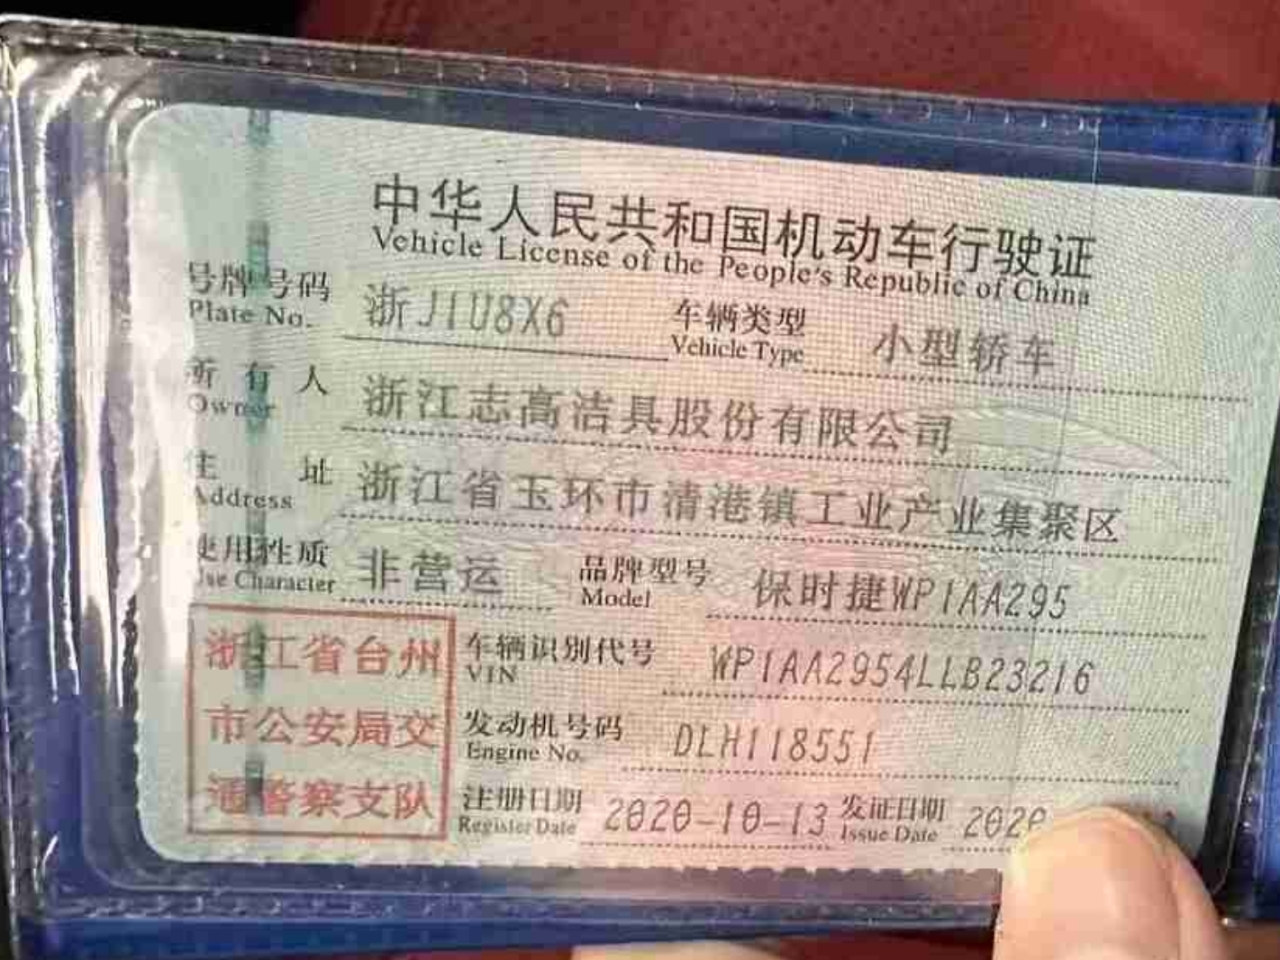 中华人民共和国机动车行驶证
Vehicle License of the People's Republic of China
号牌号码 浙J1U8X6 车辆类型 小型轿车
Plate No. Vehicle Type
所有人 浙江志高洁具股份有限公司
Owner
住址 浙江省玉环市清港镇工业产业集聚区
Address
使用性质 非营运 品牌型号 保时捷WP1AA295
Use Character Model
浙江省台州 车辆识别代号 WP1AA2954LLB23216
VIN
市公安局交 发动机号码 DLH118551
Engine No.
通警察支队 注册日期 2020-10-13 发证日期 2020
Register Date Issue Date